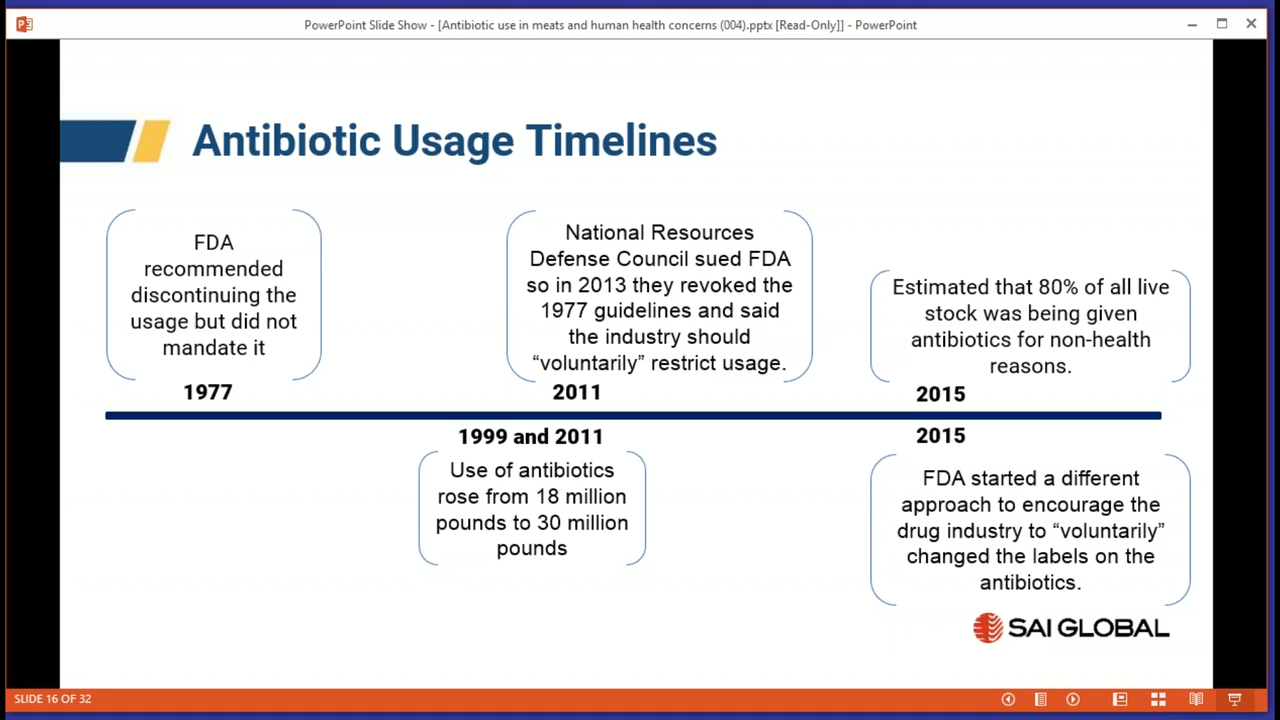 PowerPoint Slide Show - [Antibiotic use in meats and human health concerns (004).pptx [Read-Only]] - PowerPoint
Antibiotic Usage Timelines
FDA
recommended
discontinuing the
usage but did not
mandate it
1977
National Resources
Defense Council sued FDA
so in 2013 they revoked the
1977 guidelines and said
the industry should
“voluntarily” restrict usage.
2011
Estimated that 80% of all live
stock was being given
antibiotics for non-health
reasons.
2015
1999 and 2011
Use of antibiotics
rose from 18 million
pounds to 30 million
pounds
2015
FDA started a different
approach to encourage the
drug industry to “voluntarily”
changed the labels on the
antibiotics.
SAI GLOBAL
SLIDE 16 OF 32